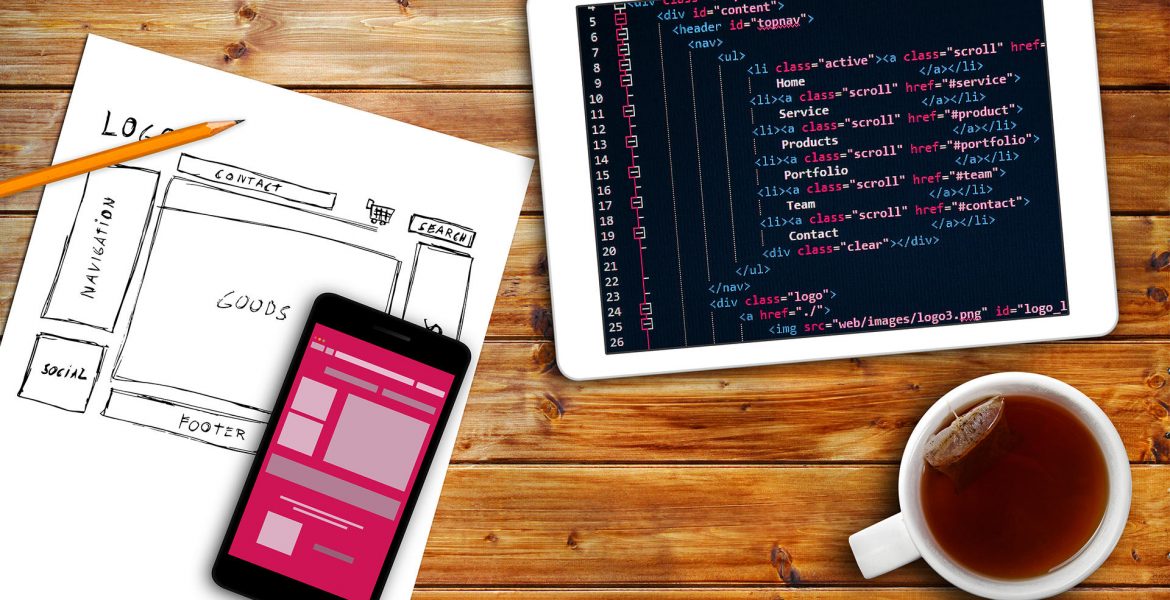 LOGO
CONTACT
SEARCH
NAVIGATION
GOODS
SOCIAL
FOOTER
4 <div
5 <div id="content">
6 <header id="topnav">
7 <nav>
8 <ul>
9 <li class="active"><a class="scroll" href=
10 Home </a></li>
<li><a class="scroll" href="#service">
11 Service </a></li>
12 <li><a class="scroll" href="#product">
13 Products </a></li>
14 <li><a class="scroll" href="#portfolio">
15 Portfolio </a></li>
16 <li><a class="scroll" href="#team">
17 Team </a></li>
18 <li><a class="scroll" href="#contact">
19 Contact </a></li>
20 <div class="clear"></div>
21 </ul>
22 </nav>
23 <div class="logo">
24 <a href="./">
25 <img src="web/images/logo3.png" id="logo_l
26